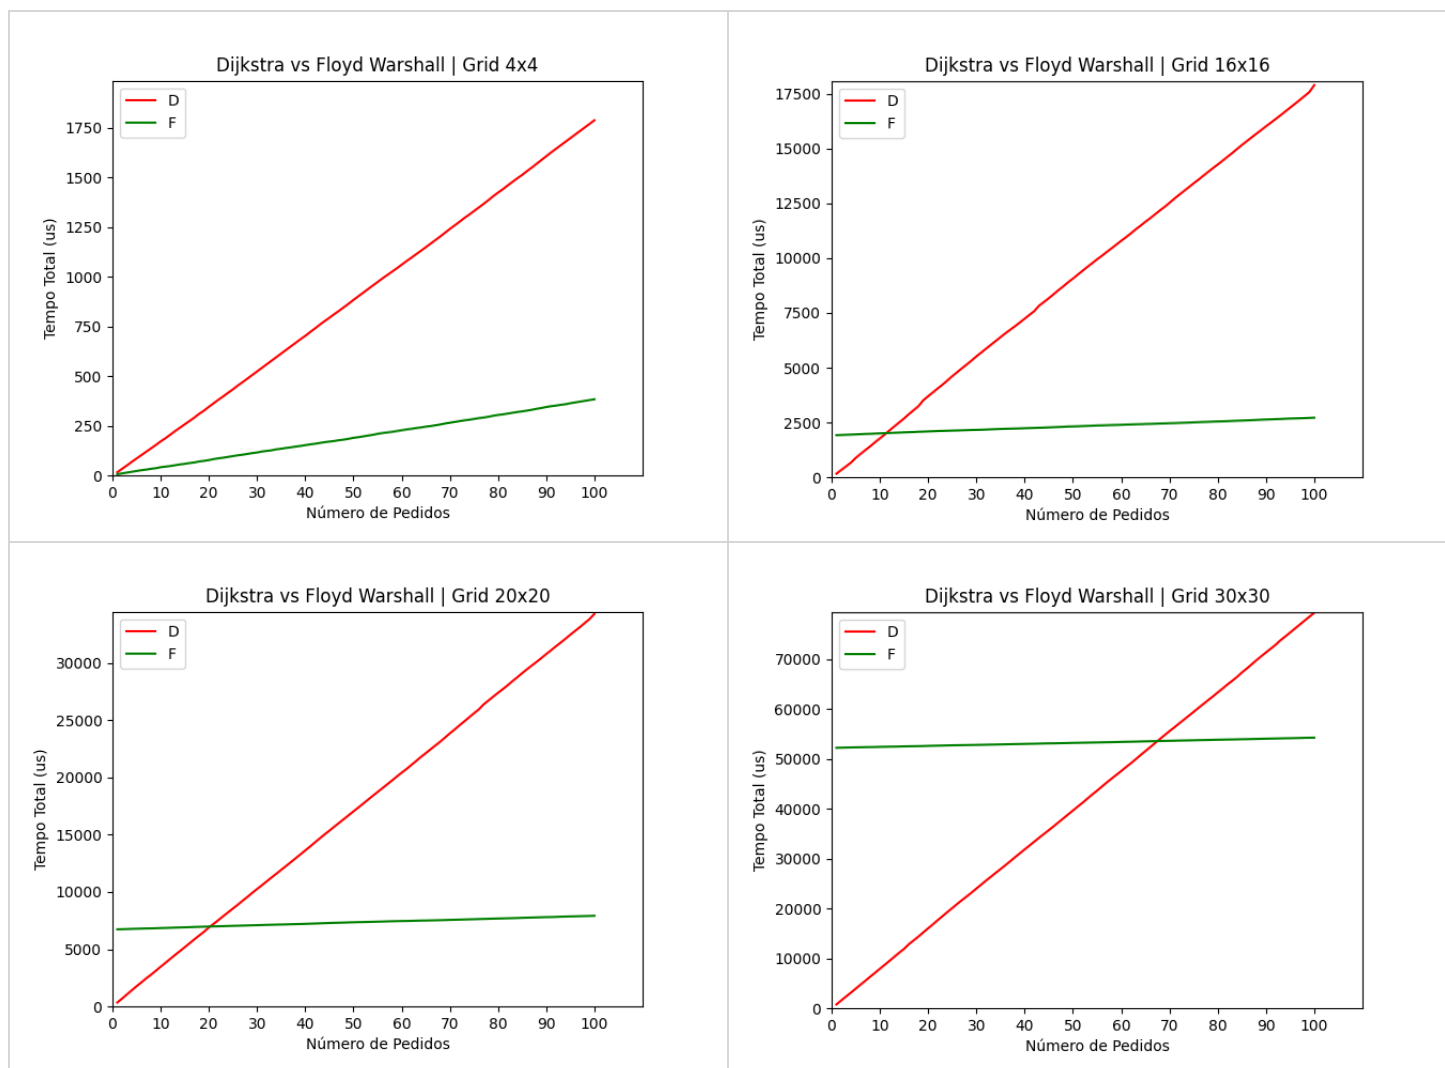 Dijkstra vs Floyd Warshall | Grid 4x4
D
F
1750
1500
1250
1000
750
500
250
0
Tempo Total (us)
0 10 20 30 40 50 60 70 80 90 100
Número de Pedidos
Dijkstra vs Floyd Warshall | Grid 16x16
D
F
17500
15000
12500
10000
7500
5000
2500
0
Tempo Total (us)
0 10 20 30 40 50 60 70 80 90 100
Número de Pedidos
Dijkstra vs Floyd Warshall | Grid 20x20
D
F
30000
25000
20000
15000
10000
5000
0
Tempo Total (us)
0 10 20 30 40 50 60 70 80 90 100
Número de Pedidos
Dijkstra vs Floyd Warshall | Grid 30x30
D
F
70000
60000
50000
40000
30000
20000
10000
0
Tempo Total (us)
0 10 20 30 40 50 60 70 80 90 100
Número de Pedidos